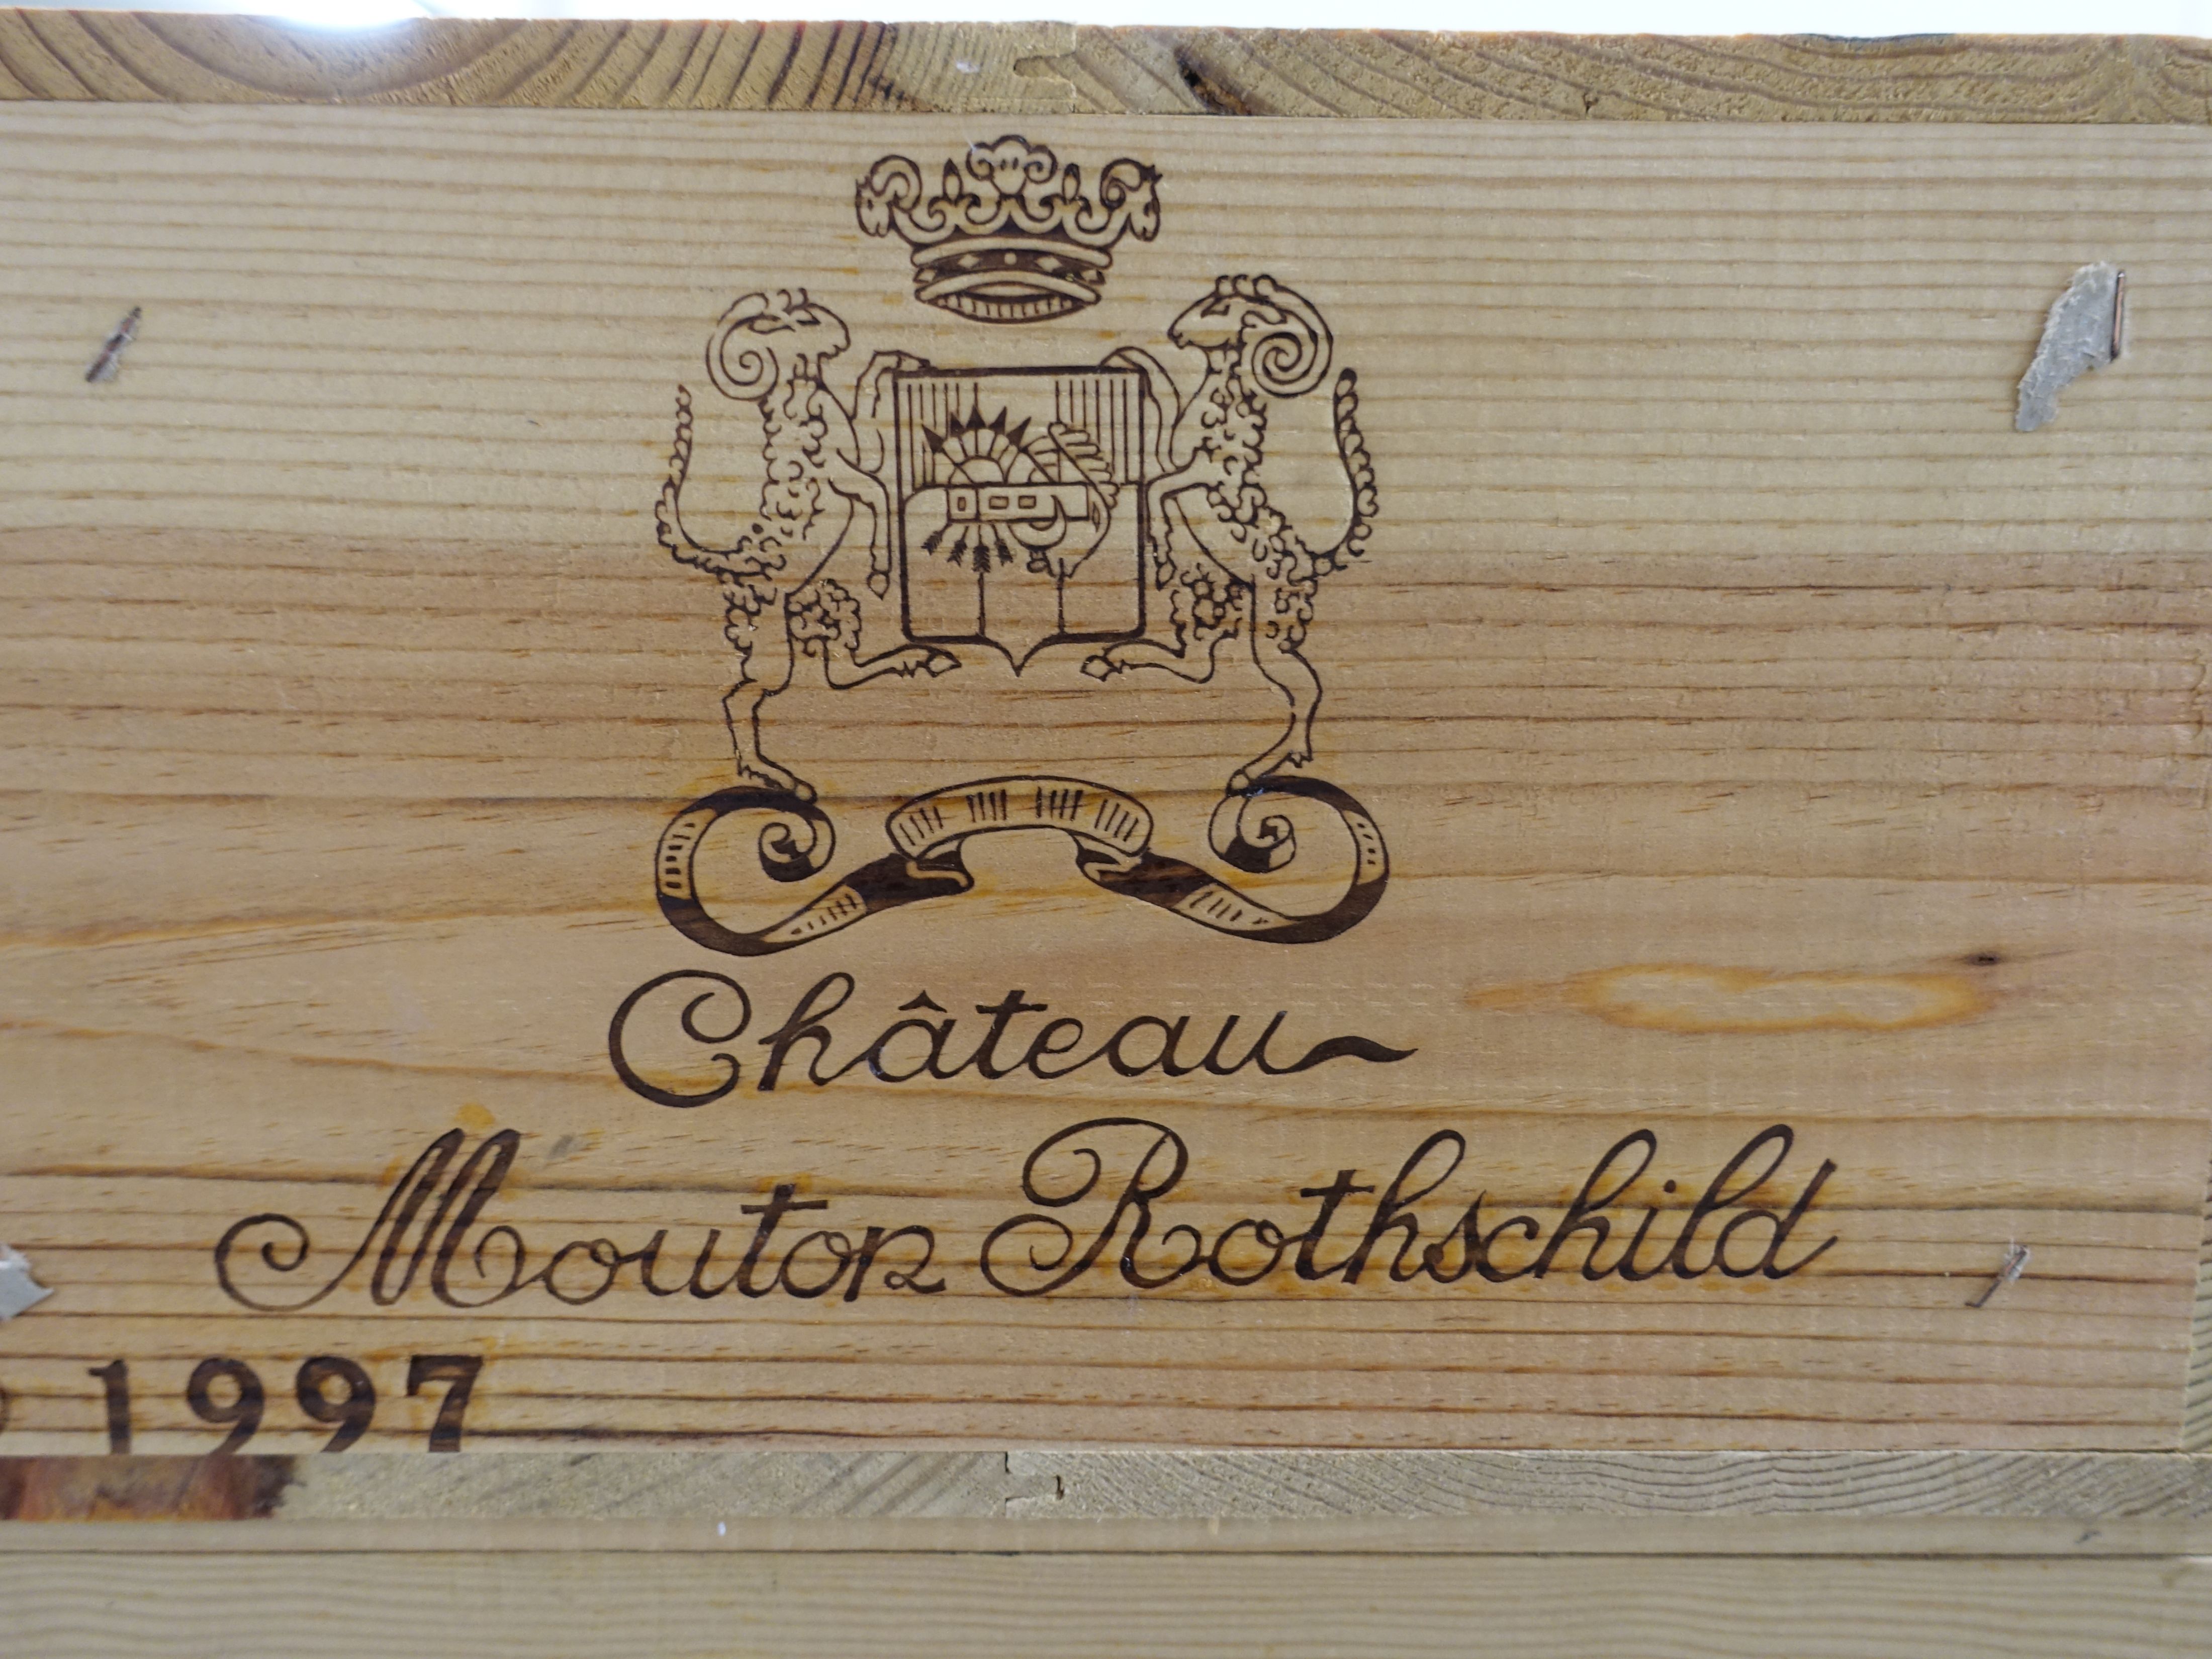 Château
Mouton Rothschild
1997